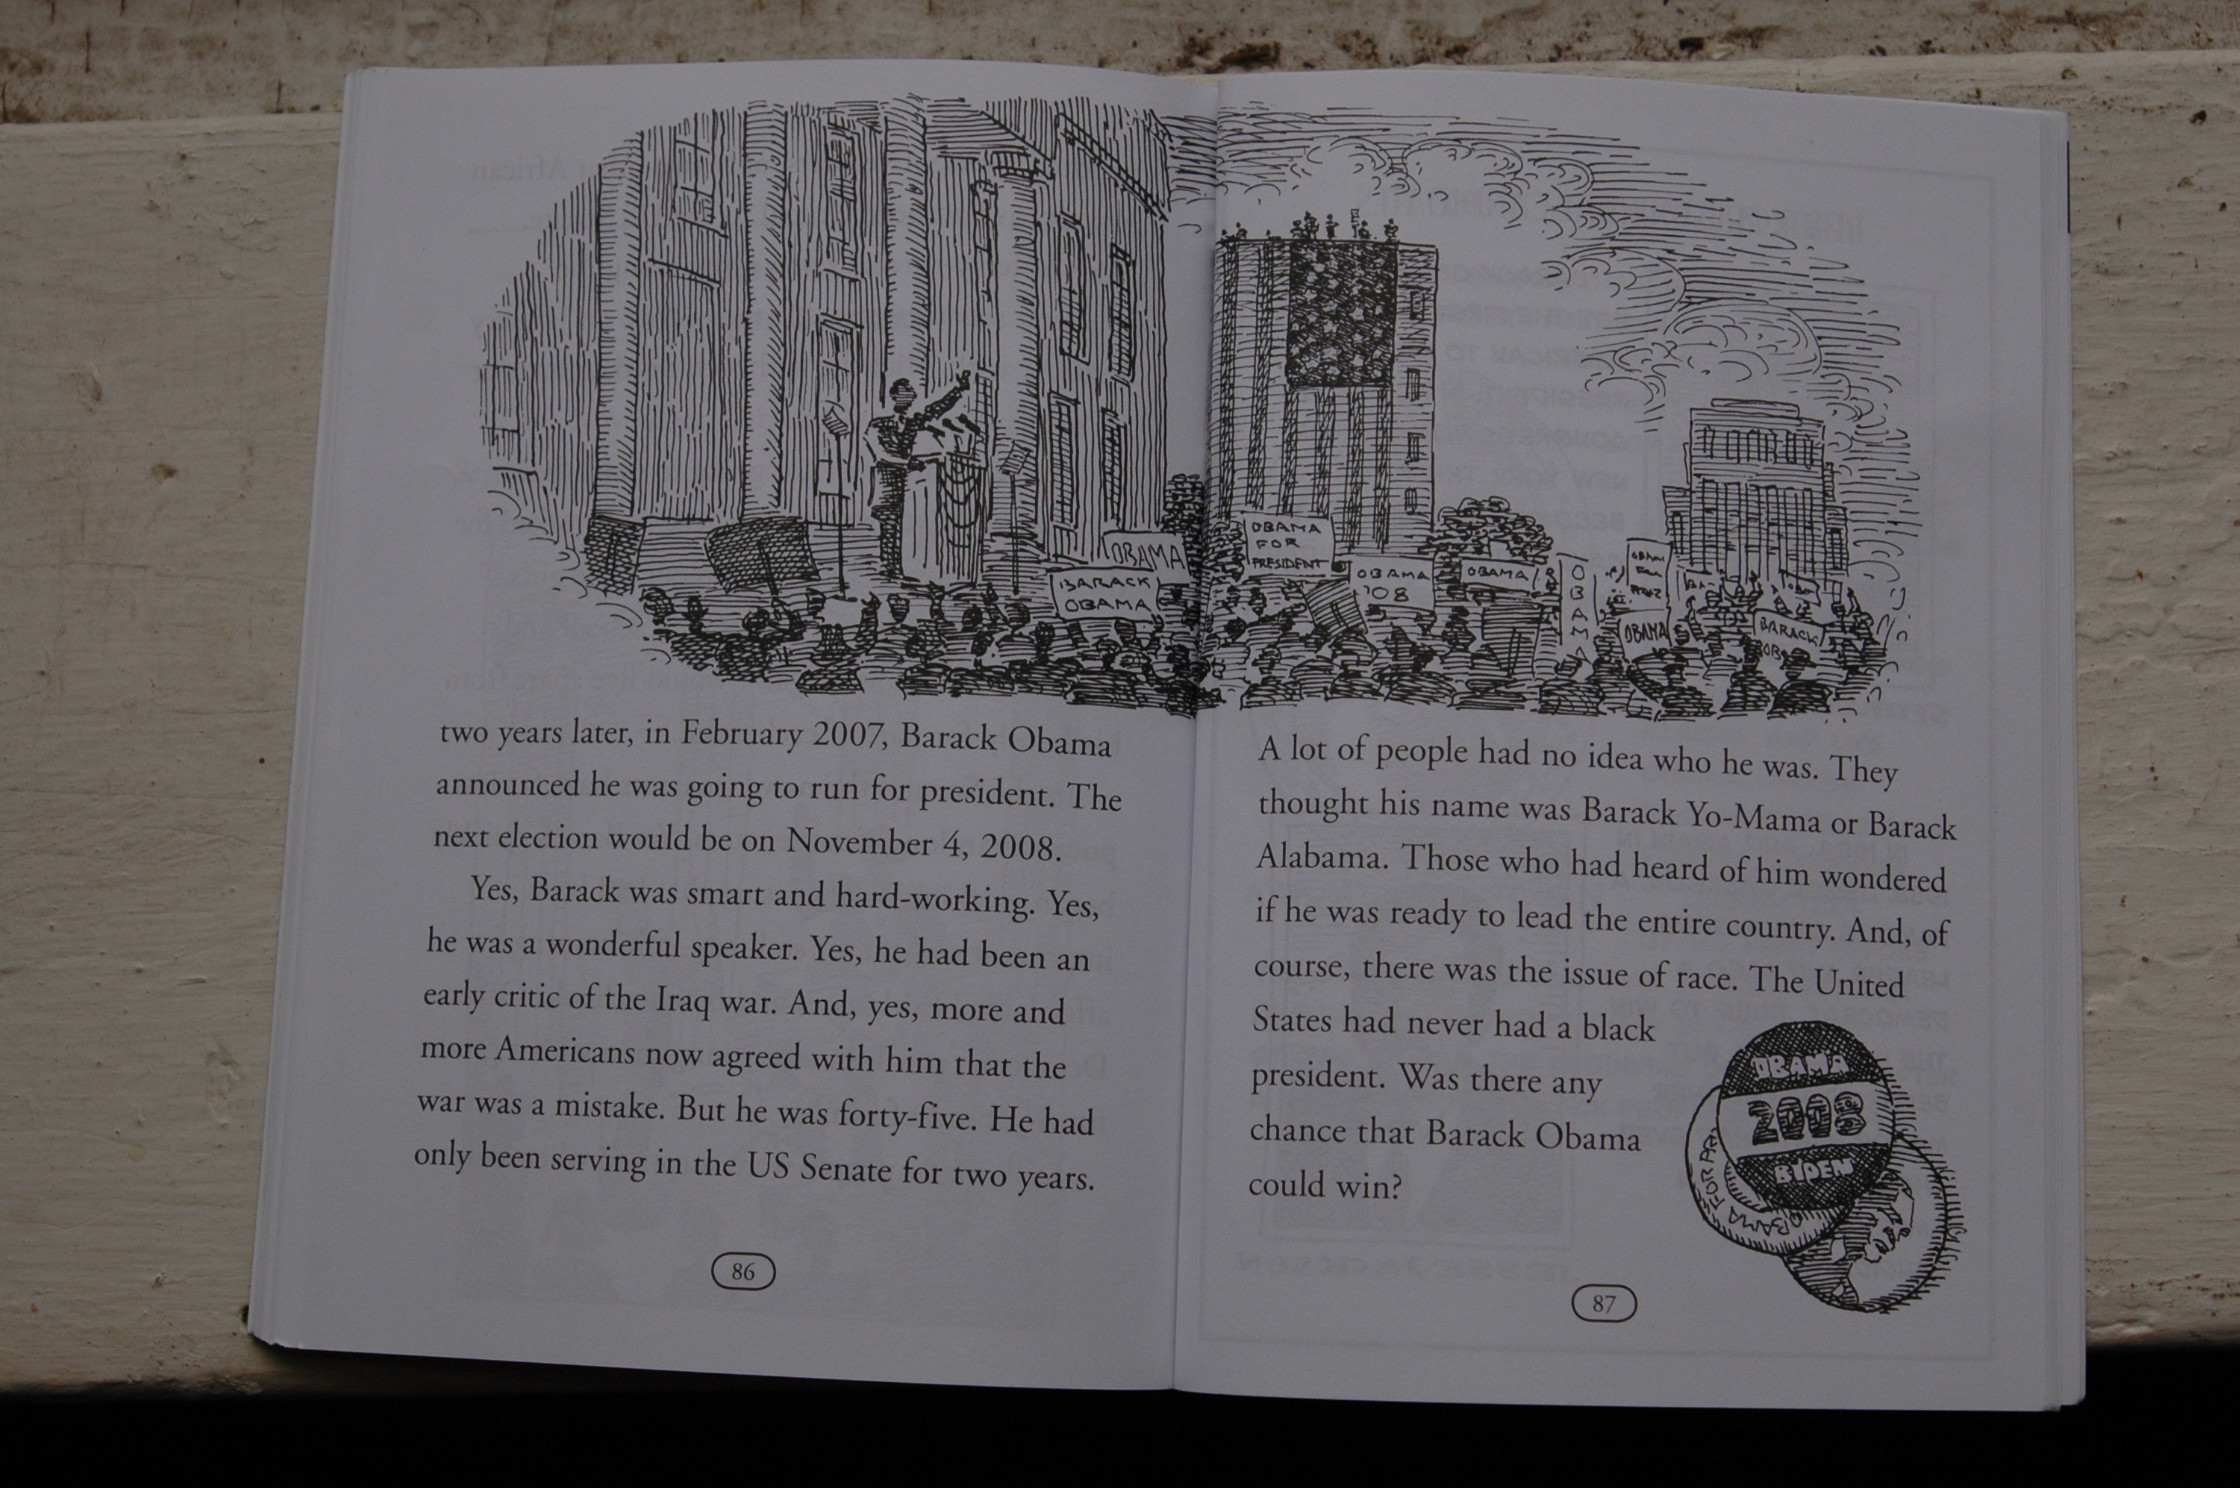 OBAMA
BARACK
OBAMA
OBAMA
FOR
PRESIDENT
OBAMA
'08
OBAMA
OBAMA
OBAMA
BARACK
two years later, in February 2007, Barack Obama
announced he was going to run for president. The
next election would be on November 4, 2008.
Yes, Barack was smart and hard-working. Yes,
he was a wonderful speaker. Yes, he had been an
early critic of the Iraq war. And, yes, more and
more Americans now agreed with him that the
war was a mistake. But he was forty-five. He had
only been serving in the US Senate for two years.
86
A lot of people had no idea who he was. They
thought his name was Barack Yo-Mama or Barack
Alabama. Those who had heard of him wondered
if he was ready to lead the entire country. And, of
course, there was the issue of race. The United
States had never had a black
president. Was there any
chance that Barack Obama
could win?
OBAMA
2008
BIDEN
87